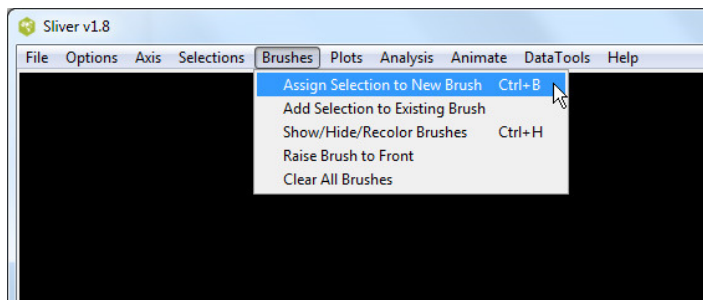 Sliver v1.8
File Options Axis Selections Brushes Plots Analysis Animate DataTools Help
Assign Selection to New Brush Ctrl+B
Add Selection to Existing Brush
Show/Hide/Recolor Brushes Ctrl+H
Raise Brush to Front
Clear All Brushes